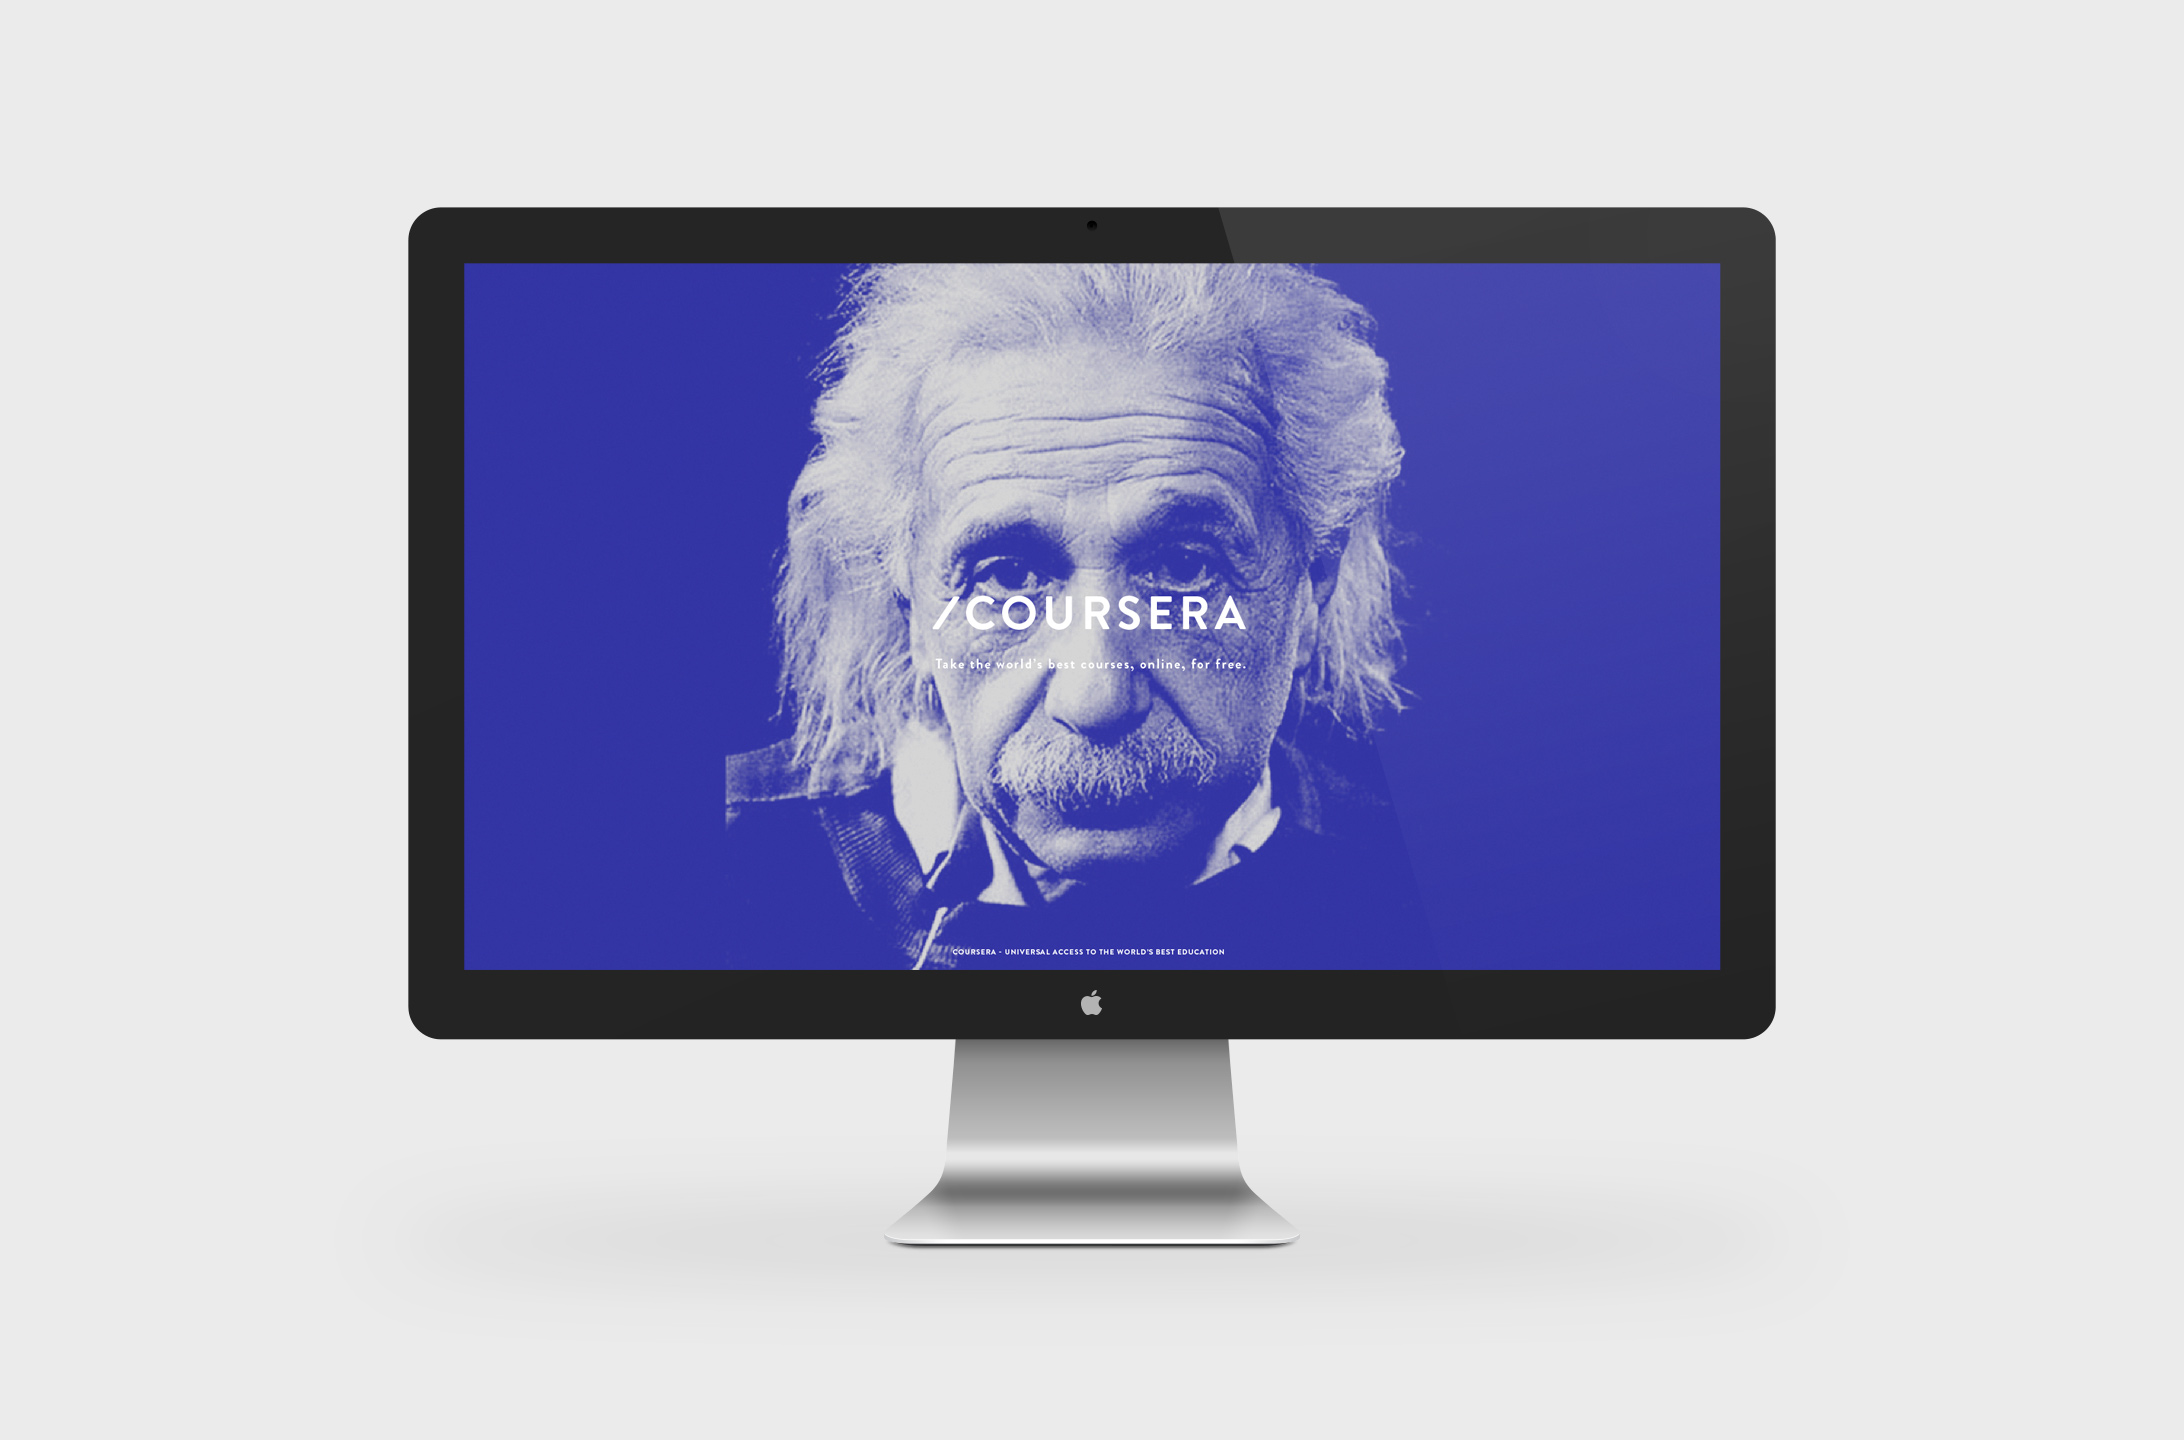 /COURSERA
Take the world's best courses, online, for free.
COURSERA - UNIVERSAL ACCESS TO THE WORLD'S BEST EDUCATION